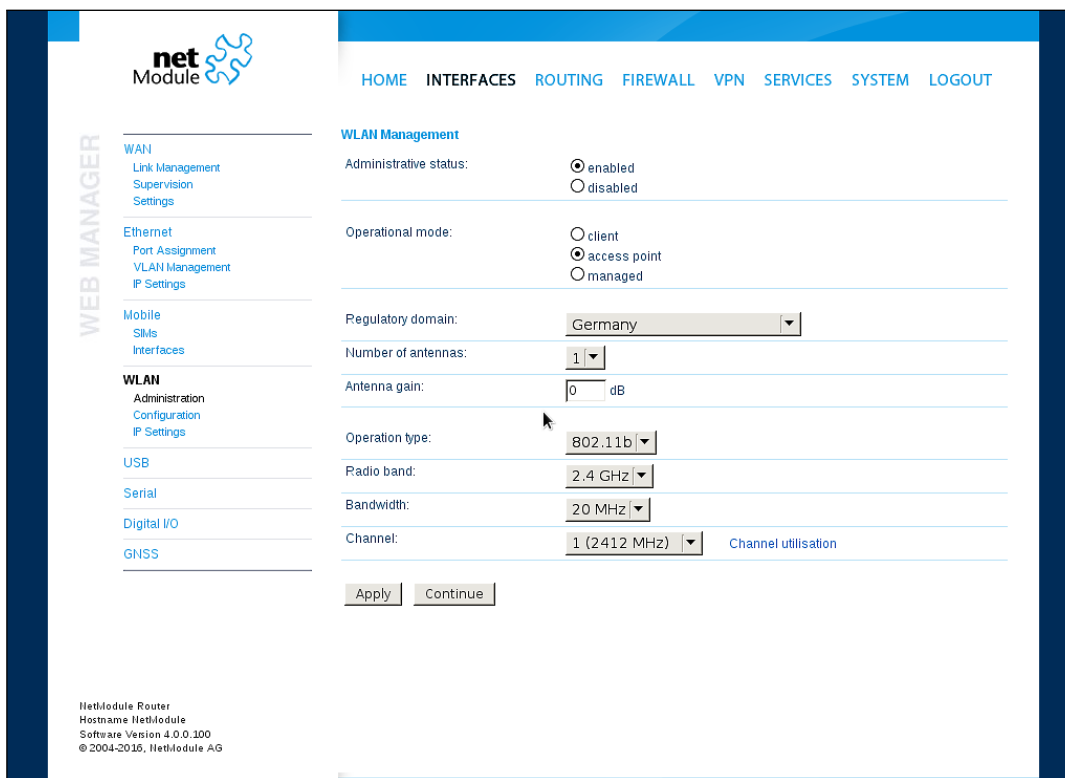 net
Module
HOME INTERFACES ROUTING FIREWALL VPN SERVICES SYSTEM LOGOUT
WEB MANAGER
WAN
Link Management
Supervision
Settings
Ethernet
Port Assignment
VLAN Management
IP Settings
Mobile
SIMs
Interfaces
WLAN
Administration
Configuration
IP Settings
USB
Serial
Digital I/O
GNSS
WLAN Management
Administrative status:
enabled
disabled
Operational mode:
client
access point
managed
Regulatory domain: Germany
Number of antennas: 1
Antenna gain: 0 dB
Operation type: 802.11b
Radio band: 2.4 GHz
Bandwidth: 20 MHz
Channel: 1 (2412 MHz) Channel utilisation
Apply Continue
NetModule Router
Hostname NetModule
Software Version 4.0.0.100
© 2004-2016, NetModule AG